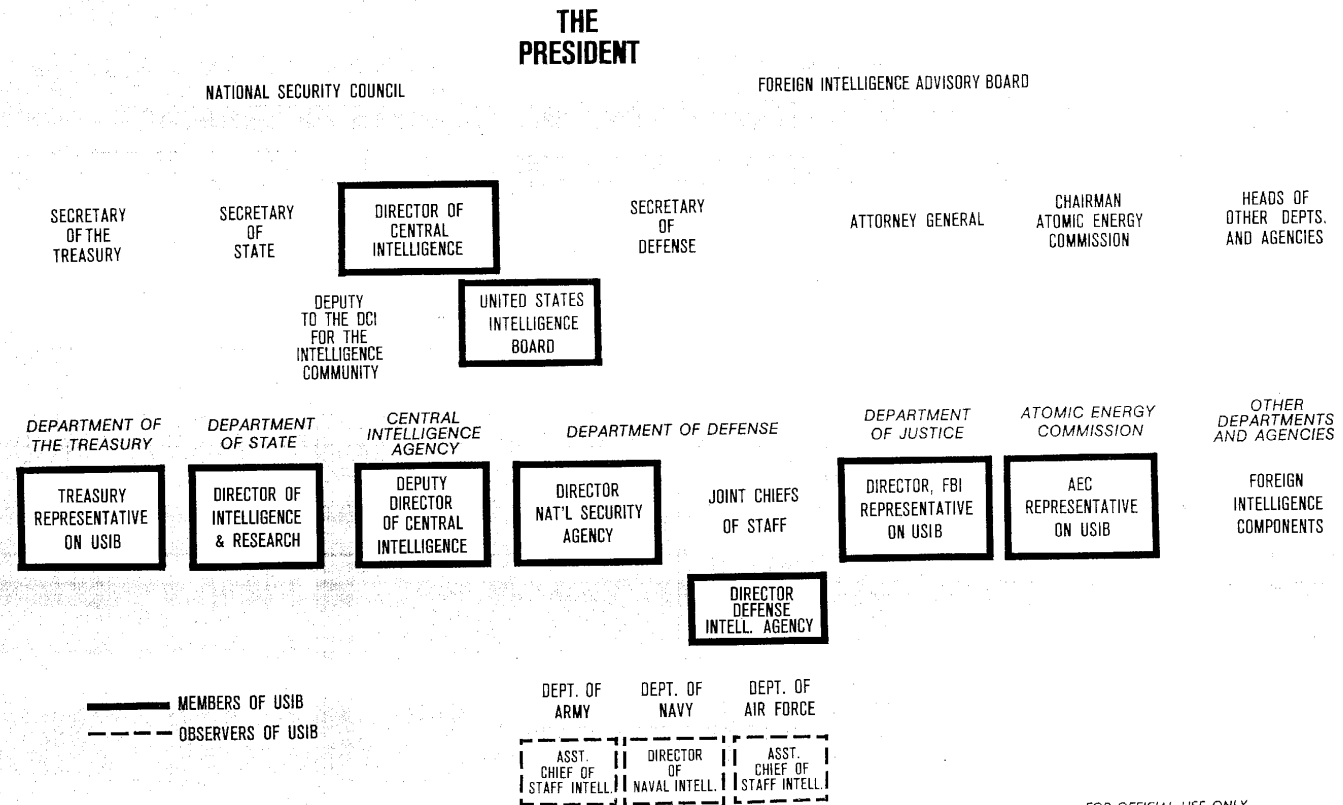 THE
PRESIDENT
NATIONAL SECURITY COUNCIL
FOREIGN INTELLIGENCE ADVISORY BOARD
SECRETARY
OF THE
TREASURY
SECRETARY
OF
STATE
DIRECTOR OF
CENTRAL
INTELLIGENCE
SECRETARY
OF
DEFENSE
ATTORNEY GENERAL
CHAIRMAN
ATOMIC ENERGY
COMMISSION
HEADS OF
OTHER DEPTS.
AND AGENCIES
DEPUTY
TO THE DCI
FOR THE
INTELLIGENCE
COMMUNITY
UNITED STATES
INTELLIGENCE
BOARD
DEPARTMENT OF
THE TREASURY
DEPARTMENT
OF STATE
CENTRAL
INTELLIGENCE
AGENCY
DEPARTMENT OF DEFENSE
DEPARTMENT
OF JUSTICE
ATOMIC ENERGY
COMMISSION
OTHER
DEPARTMENTS
AND AGENCIES
TREASURY
REPRESENTATIVE
ON USIB
DIRECTOR OF
INTELLIGENCE
& RESEARCH
DEPUTY
DIRECTOR
OF CENTRAL
INTELLIGENCE
DIRECTOR
NAT'L SECURITY
AGENCY
JOINT CHIEFS
OF STAFF
DIRECTOR, FBI
REPRESENTATIVE
ON USIB
AEC
REPRESENTATIVE
ON USIB
FOREIGN
INTELLIGENCE
COMPONENTS
DIRECTOR
DEFENSE
INTELL. AGENCY
MEMBERS OF USIB
OBSERVERS OF USIB
DEPT. OF
ARMY
DEPT. OF
NAVY
DEPT. OF
AIR FORCE
ASST.
CHIEF OF
STAFF INTELL.
DIRECTOR
OF
NAVAL INTELL.
ASST.
CHIEF OF
STAFF INTELL.
FOR OFFICIAL USE ONLY